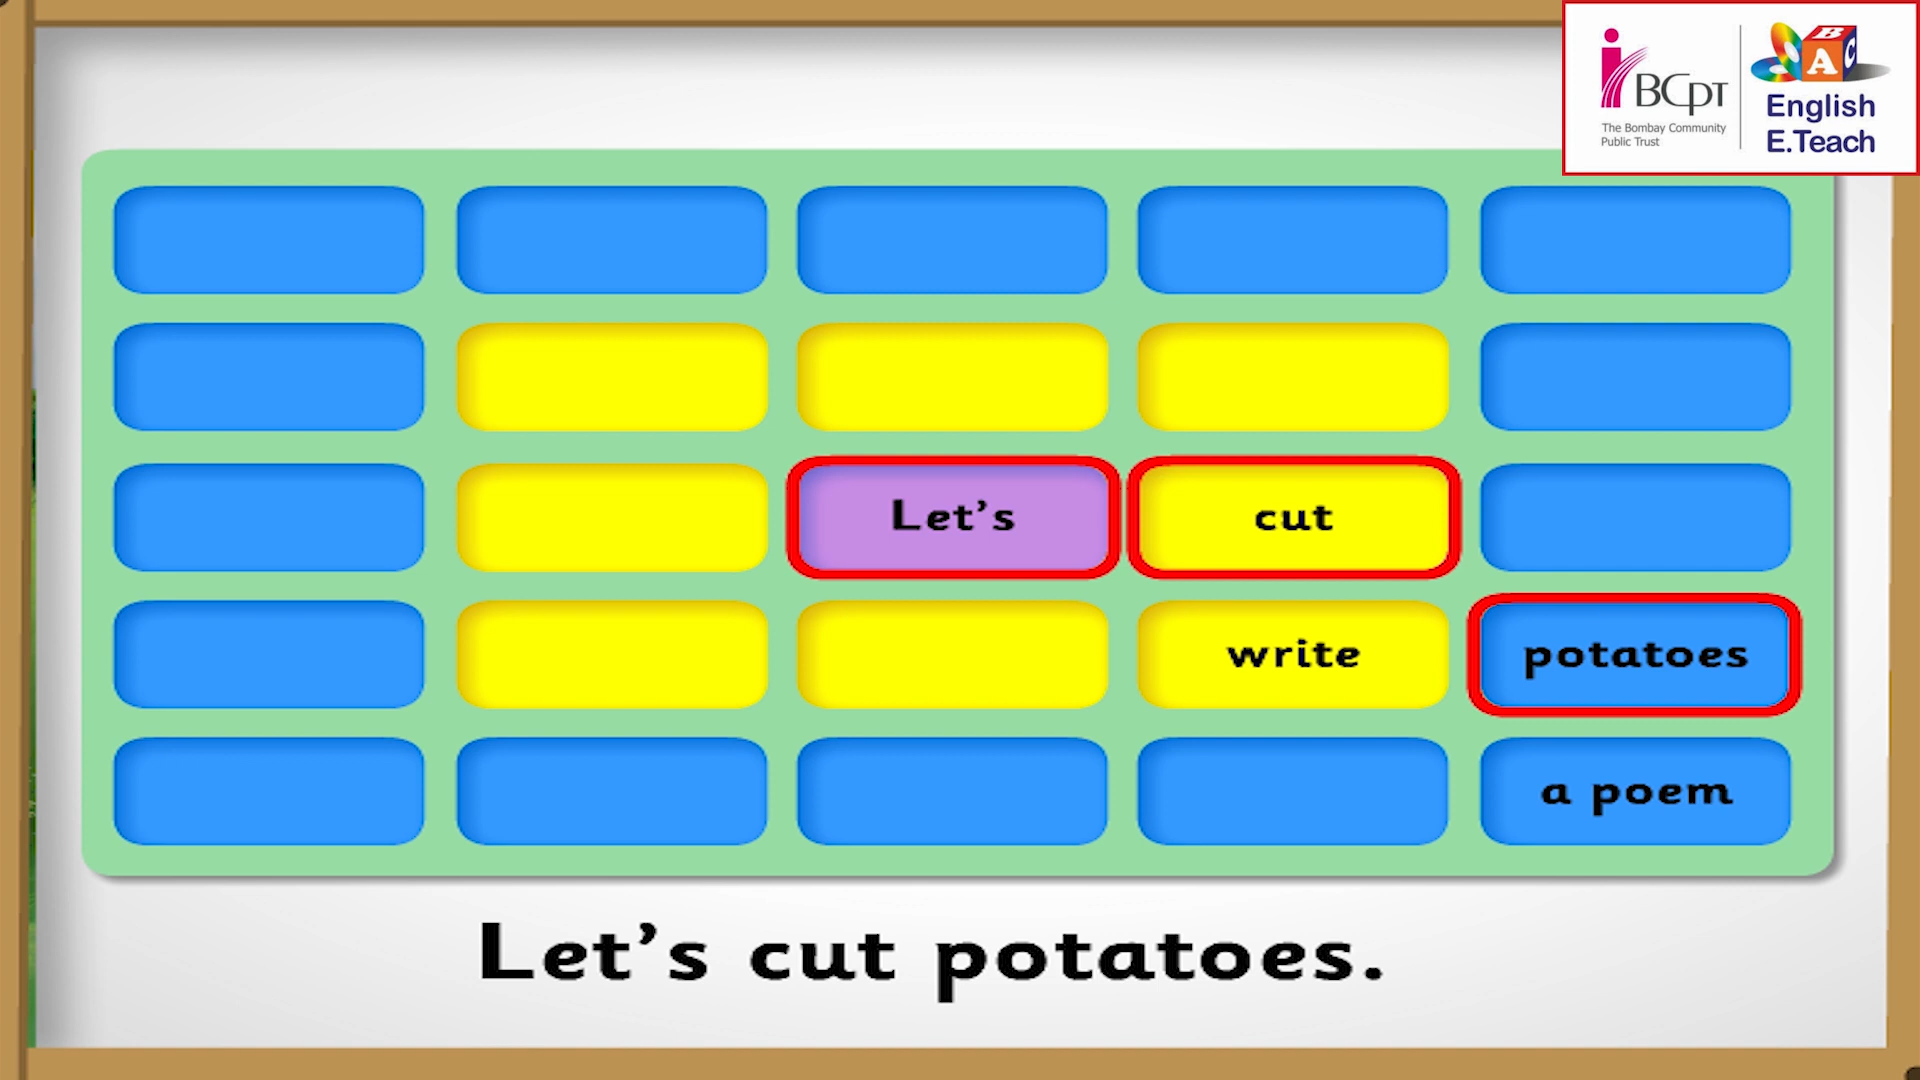 BCPT
The Bombay Community
Public Trust
B
A
C
English
E.Teach
Let's
cut
write
potatoes
a poem
Let's cut potatoes.